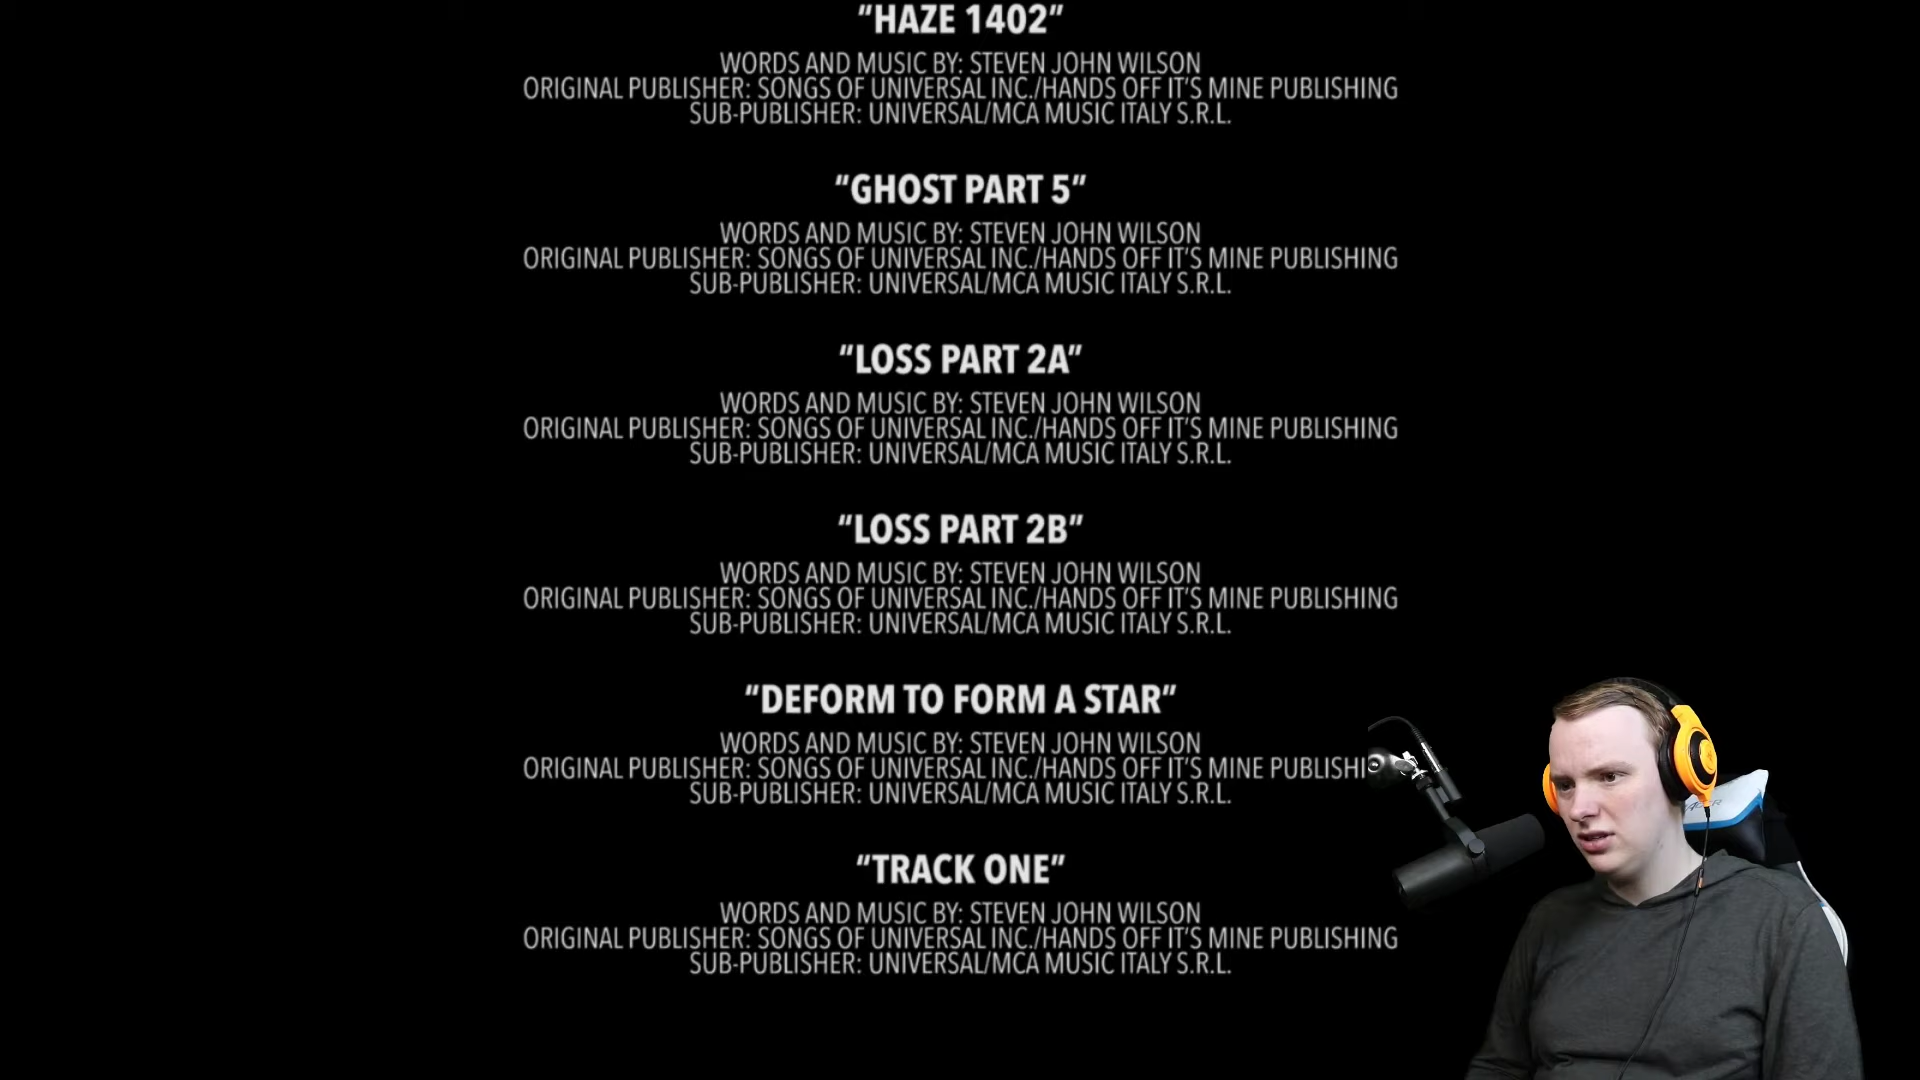 “HAZE 1402”
WORDS AND MUSIC BY: STEVEN JOHN WILSON
ORIGINAL PUBLISHER: SONGS OF UNIVERSAL INC./HANDS OFF IT’S MINE PUBLISHING
SUB-PUBLISHER: UNIVERSAL/MCA MUSIC ITALY S.R.L.
“GHOST PART 5”
WORDS AND MUSIC BY: STEVEN JOHN WILSON
ORIGINAL PUBLISHER: SONGS OF UNIVERSAL INC./HANDS OFF IT’S MINE PUBLISHING
SUB-PUBLISHER: UNIVERSAL/MCA MUSIC ITALY S.R.L.
“LOSS PART 2A”
WORDS AND MUSIC BY: STEVEN JOHN WILSON
ORIGINAL PUBLISHER: SONGS OF UNIVERSAL INC./HANDS OFF IT’S MINE PUBLISHING
SUB-PUBLISHER: UNIVERSAL/MCA MUSIC ITALY S.R.L.
“LOSS PART 2B”
WORDS AND MUSIC BY: STEVEN JOHN WILSON
ORIGINAL PUBLISHER: SONGS OF UNIVERSAL INC./HANDS OFF IT’S MINE PUBLISHING
SUB-PUBLISHER: UNIVERSAL/MCA MUSIC ITALY S.R.L.
“DEFORM TO FORM A STAR”
WORDS AND MUSIC BY: STEVEN JOHN WILSON
ORIGINAL PUBLISHER: SONGS OF UNIVERSAL INC./HANDS OFF IT’S MINE PUBLISHI
SUB-PUBLISHER: UNIVERSAL/MCA MUSIC ITALY S.R.L.
“TRACK ONE”
WORDS AND MUSIC BY: STEVEN JOHN WILSON
ORIGINAL PUBLISHER: SONGS OF UNIVERSAL INC./HANDS OFF IT’S MINE PUBLISHING
SUB-PUBLISHER: UNIVERSAL/MCA MUSIC ITALY S.R.L.